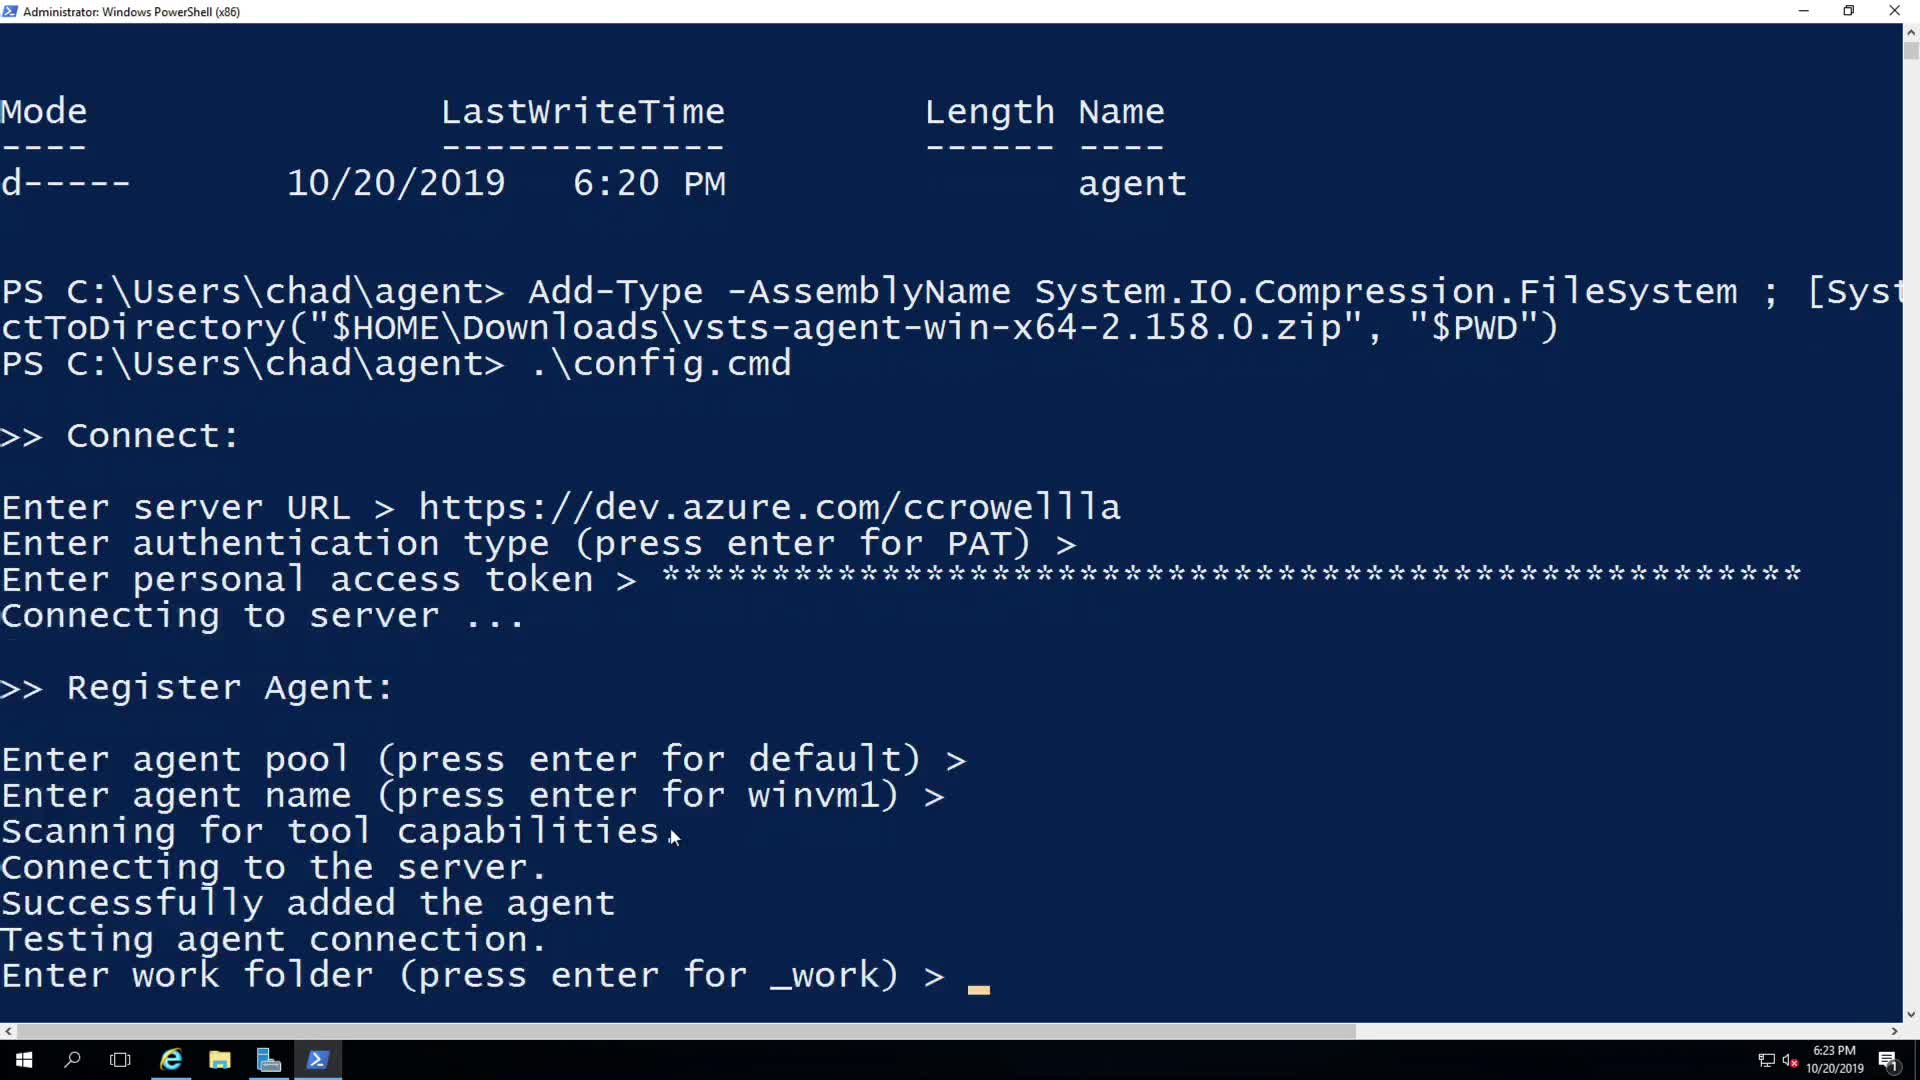 Administrator: Windows PowerShell (x86)
Mode LastWriteTime Length Name
---- ------------- ------ ----
d----- 10/20/2019 6:20 PM agent
PS C:\Users\chad\agent> Add-Type -AssemblyName System.IO.Compression.FileSystem ; [Syst
ctToDirectory("$HOME\Downloads\vsts-agent-win-x64-2.158.0.zip", "$PWD")
PS C:\Users\chad\agent> .\config.cmd
>> Connect:
Enter server URL > https://dev.azure.com/ccrowellla
Enter authentication type (press enter for PAT) >
Enter personal access token > ****************************************************
Connecting to server ...
>> Register Agent:
Enter agent pool (press enter for default) >
Enter agent name (press enter for winvm1) >
Scanning for tool capabilities.
Connecting to the server.
Successfully added the agent
Testing agent connection.
Enter work folder (press enter for _work) > _
6:23 PM
10/20/2019
1